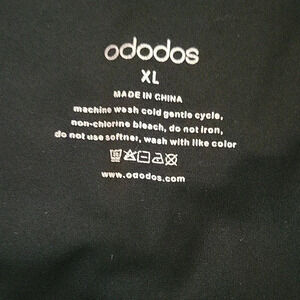 ododos
XL
MADE IN CHINA
machine wash cold gentle cycle,
non-chlorine bleach, do not iron,
do not use softner, wash with like color
www.ododos.com